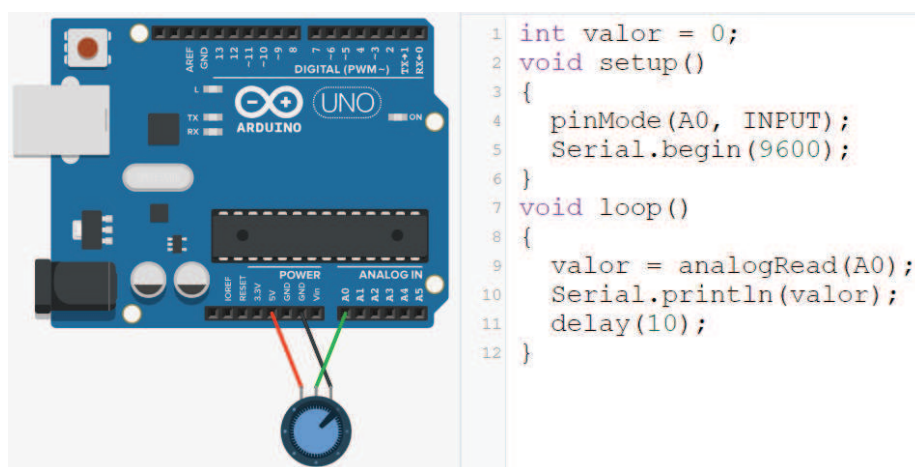 AREF
GND
13
12
~11
~10
~9
8
7
~6
~5
4
~3
2
TX→1
RX←0
DIGITAL (PWM~)
L
TX
RX
ARDUINO
UNO
ON
POWER
ANALOG IN
IOREF
RESET
3.3V
5V
GND
GND
Vin
A0
A1
A2
A3
A4
A5
1 int valor = 0;
2 void setup()
3 {
4 pinMode(A0, INPUT);
5 Serial.begin(9600);
6 }
7 void loop()
8 {
9 valor = analogRead(A0);
10 Serial.println(valor);
11 delay(10);
12 }